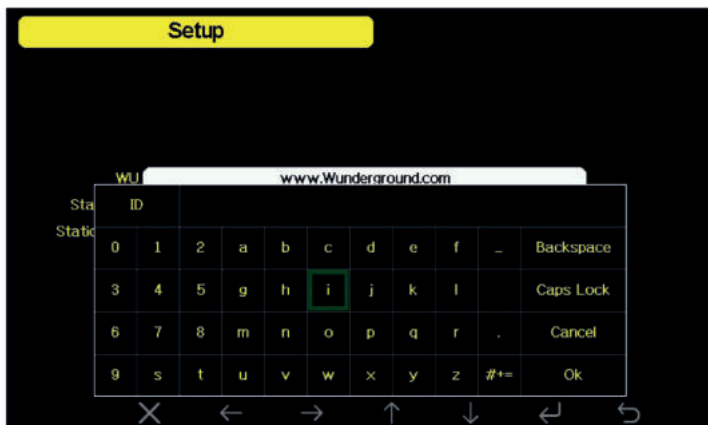 Setup
WU www.Wunderground.com
Sta ID
Static
0 1 2 a b c d e f _ Backspace
3 4 5 g h i j k l Caps Lock
6 7 8 m n o p q r . Cancel
9 s t u v w x y z #+= Ok